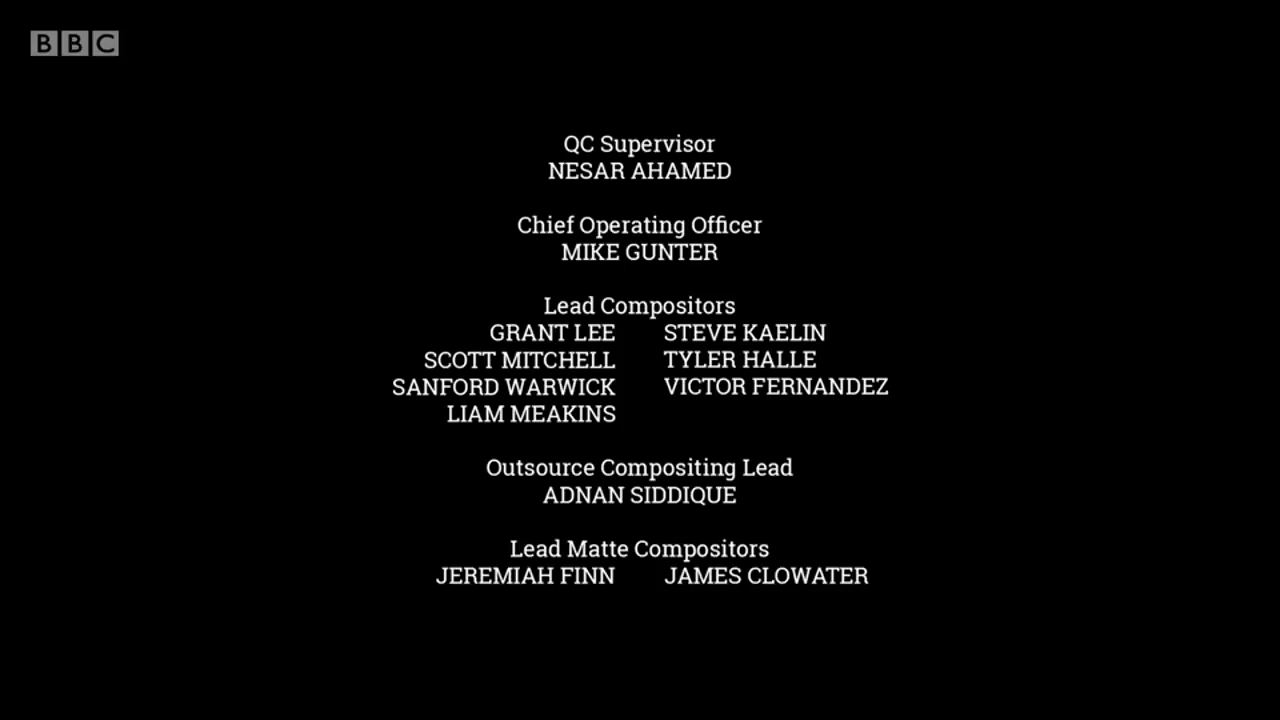 BBC
QC Supervisor
NESAR AHAMED
Chief Operating Officer
MIKE GUNTER
Lead Compositors
GRANT LEE STEVE KAELIN
SCOTT MITCHELL TYLER HALLE
SANFORD WARWICK VICTOR FERNANDEZ
LIAM MEAKINS
Outsource Compositing Lead
ADNAN SIDDIQUE
Lead Matte Compositors
JEREMIAH FINN JAMES CLOWATER